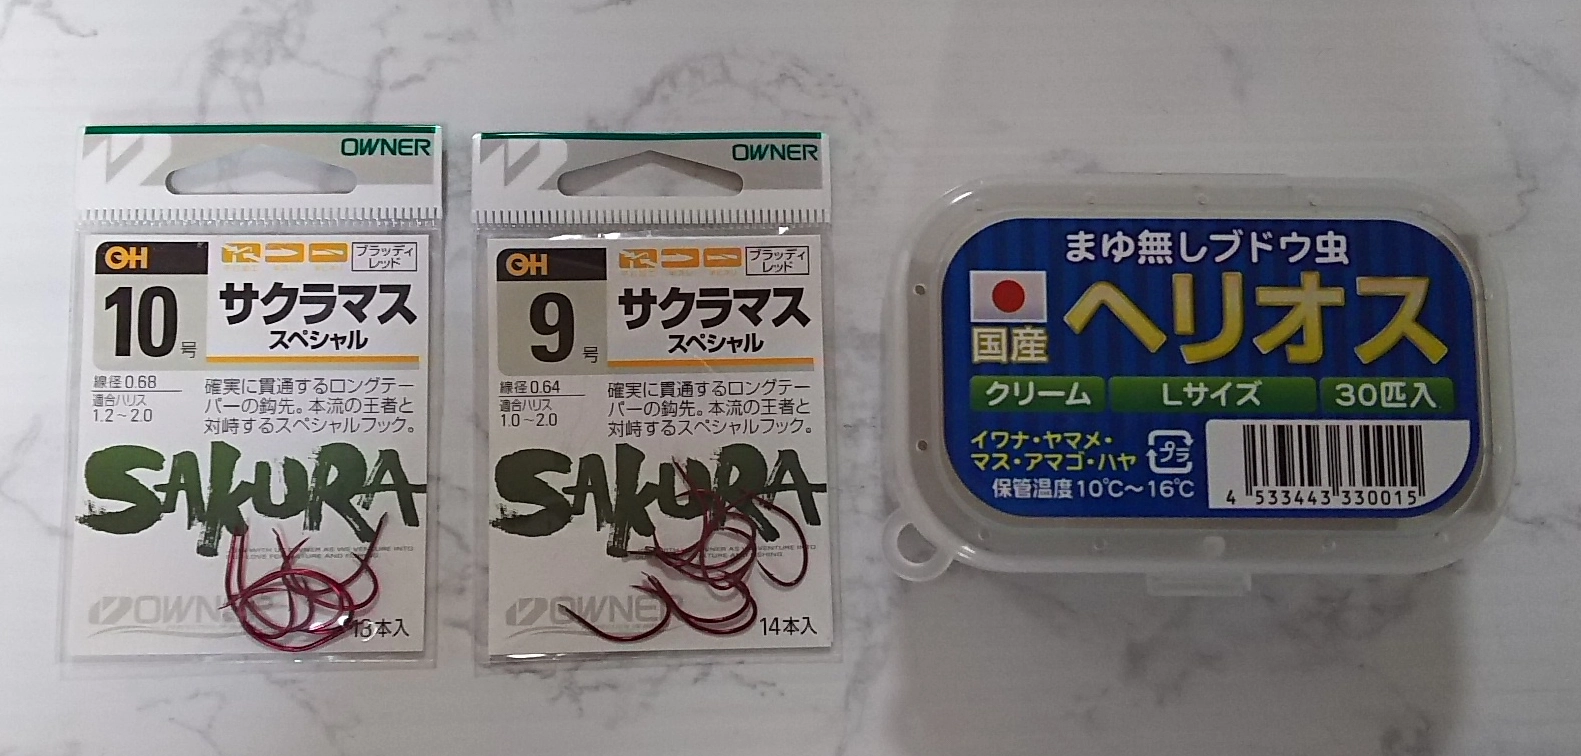 OWNER
OH
ブラッディ
レッド
10号
サクラマス
スペシャル
線径 0.68
適合ハリス
1.2～2.0
確実に貫通するロングテー
パーの鈎先。本流の王者と
対峙するスペシャルフック。
SAKURA
OWNER
13本入
OWNER
OH
ブラッディ
レッド
9号
サクラマス
スペシャル
線径 0.64
適合ハリス
1.0～2.0
確実に貫通するロングテー
パーの鈎先。本流の王者と
対峙するスペシャルフック。
SAKURA
OWNER
14本入
まゆ無しブドウ虫
ヘリオス
国産
クリーム
Lサイズ
30匹入
イワナ・ヤマメ・
マス・アマゴ・ハヤ
プラ
保管温度10℃～16℃
4 533443 330015